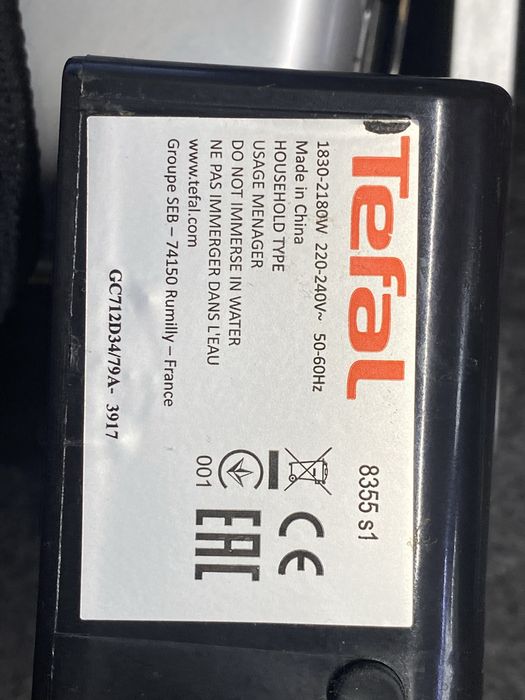 Tefal
8355 s1
1830-2180W 220-240V~ 50-60Hz
Made in China
HOUSEHOLD TYPE
USAGE MENAGER
DO NOT IMMERSE IN WATER
NE PAS IMMERGER DANS L'EAU
www.tefal.com
Groupe SEB – 74150 Rumilly – France
CE
001
EAC
GC712D34/79A- 3917